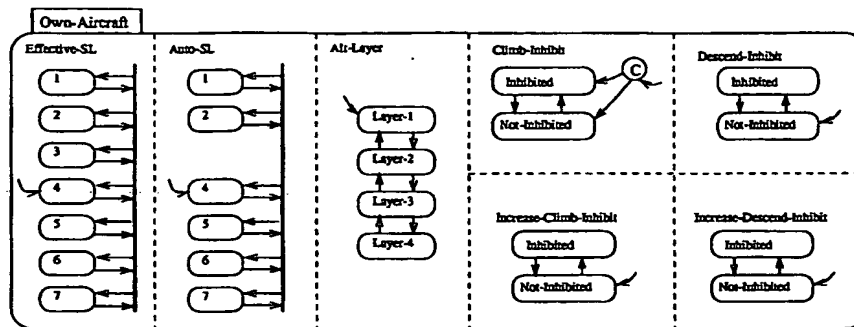 Own-Aircraft
Effective-SL
1
2
3
4
5
6
7
Auto-SL
1
2
4
5
6
7
Alt-Layer
Layer-1
Layer-2
Layer-3
Layer-4
Climb-Inhibit
C
Inhibited
Not-Inhibited
Descend-Inhibit
Inhibited
Not-Inhibited
Increase-Climb-Inhibit
Inhibited
Not-Inhibited
Increase-Descend-Inhibit
Inhibited
Not-Inhibited